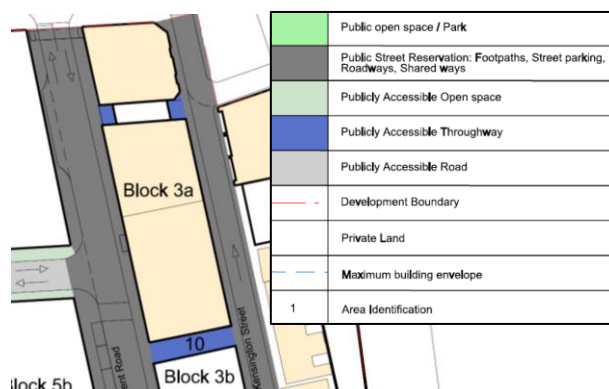 Block 3a
10
Block 3b
Kensington Street
ent Road
lock 5b
Public open space / Park
Public Street Reservation: Footpaths, Street parking,
Roadways, Shared ways
Publicly Accessible Open space
Publicly Accessible Throughway
Publicly Accessible Road
Development Boundary
Private Land
Maximum building envelope
1 Area Identification